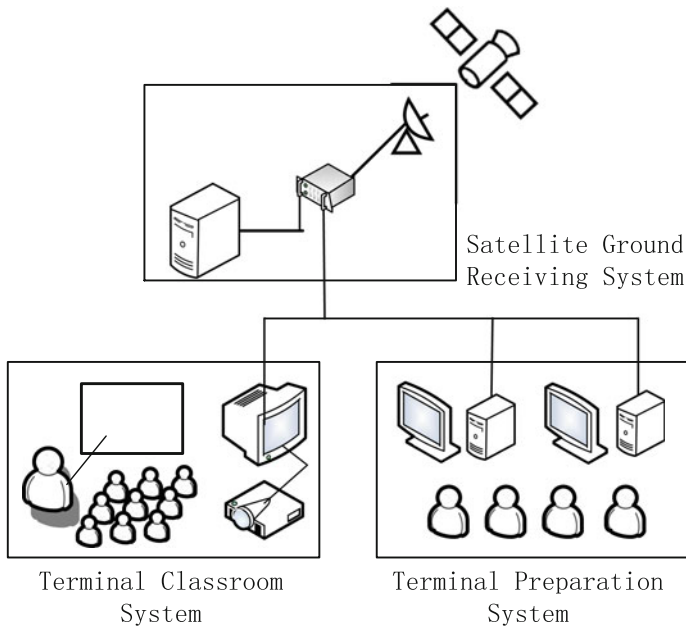 Satellite Ground
Receiving System
Terminal Classroom
System
Terminal Preparation
System